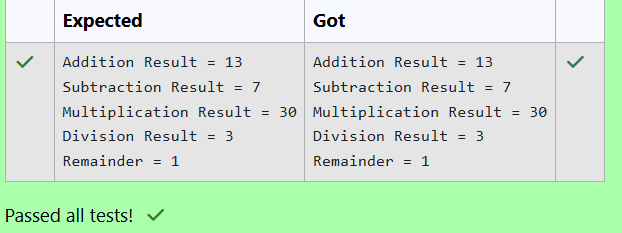 Expected Got
Addition Result = 13 Addition Result = 13
Subtraction Result = 7 Subtraction Result = 7
Multiplication Result = 30 Multiplication Result = 30
Division Result = 3 Division Result = 3
Remainder = 1 Remainder = 1
Passed all tests!